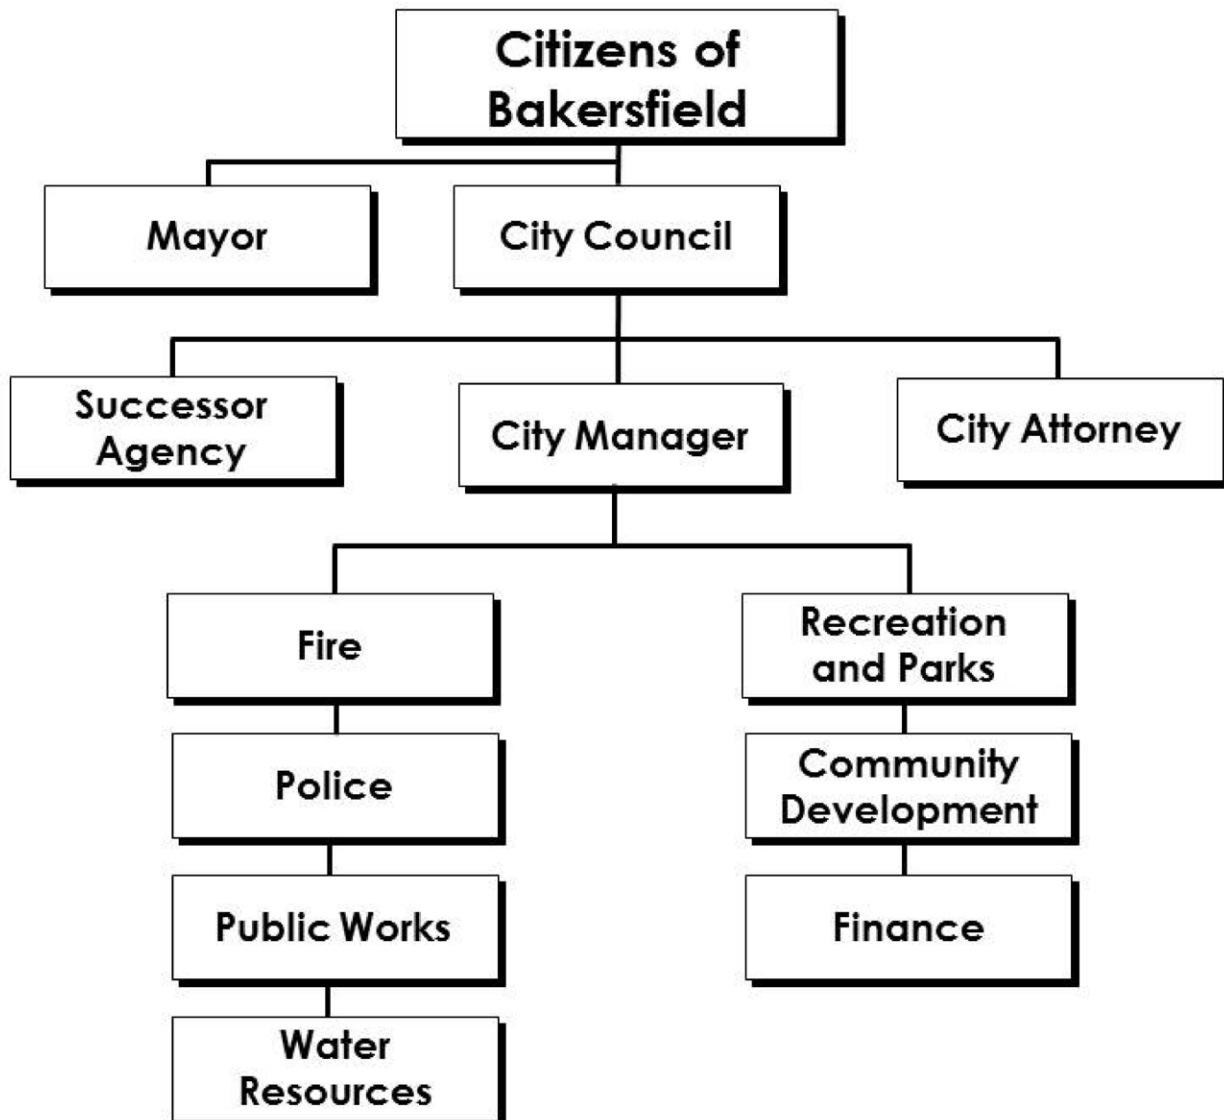 Citizens of
Bakersfield
Mayor
City Council
Successor
Agency
City Manager
City Attorney
Fire
Recreation
and Parks
Police
Community
Development
Public Works
Finance
Water
Resources